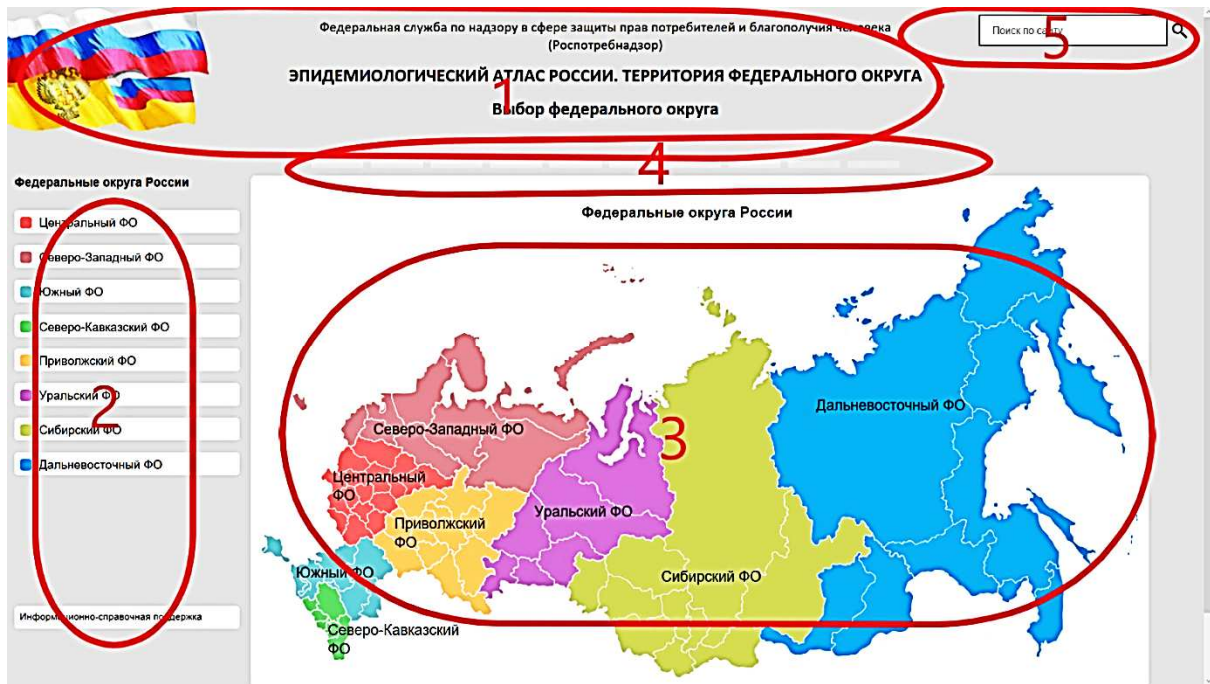 Федеральная служба по надзору в сфере защиты прав потребителей и благополучия человека
(Роспотребнадзор)
Поиск по сайту
5
ЭПИДЕМИОЛОГИЧЕСКИЙ АТЛАС РОССИИ. ТЕРРИТОРИЯ ФЕДЕРАЛЬНОГО ОКРУГА
1
Выбор федерального округа
4
Федеральные округа России
Центральный ФО
Северо-Западный ФО
Южный ФО
Северо-Кавказский ФО
Приволжский ФО
Уральский ФО
2
Сибирский ФО
Дальневосточный ФО
Информационно-справочная поддержка
Федеральные округа России
Дальневосточный ФО
Северо-Западный ФО
3
Центральный
ФО
Уральский ФО
Приволжский
ФО
Южный ФО
Сибирский ФО
Северо-Кавказский
ФО